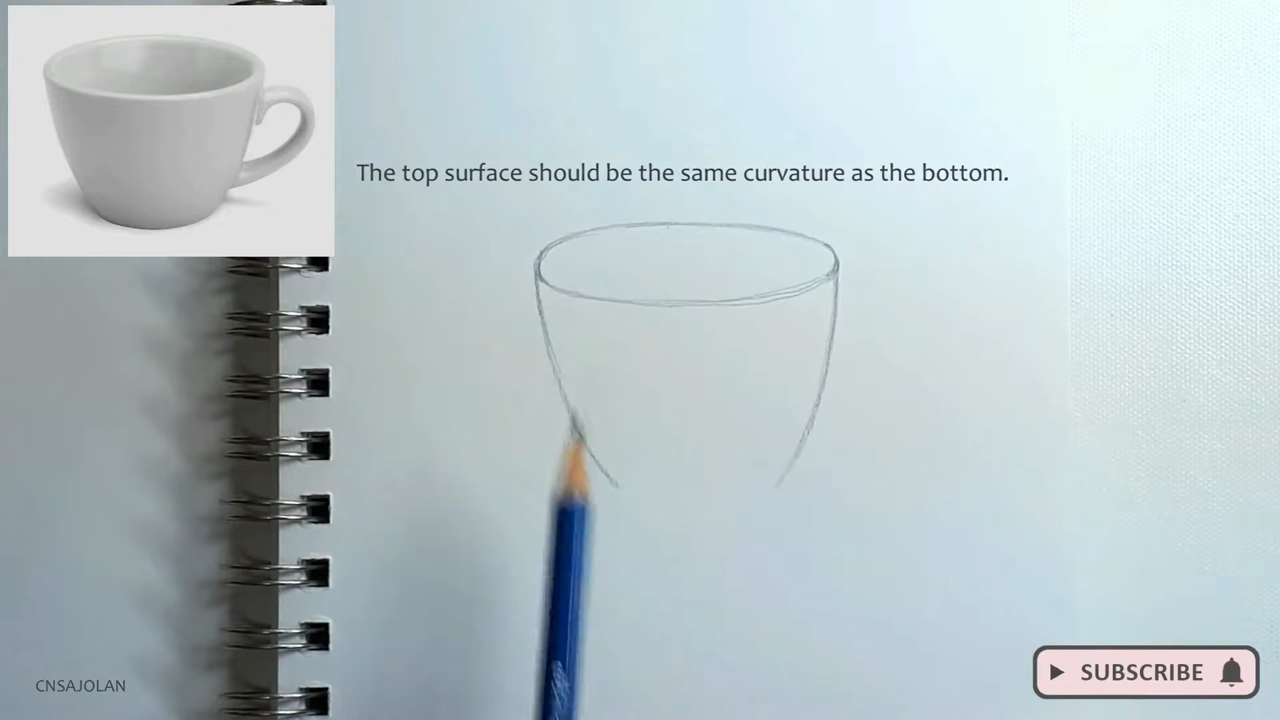 The top surface should be the same curvature as the bottom.
SUBSCRIBE
CNSAJOLAN